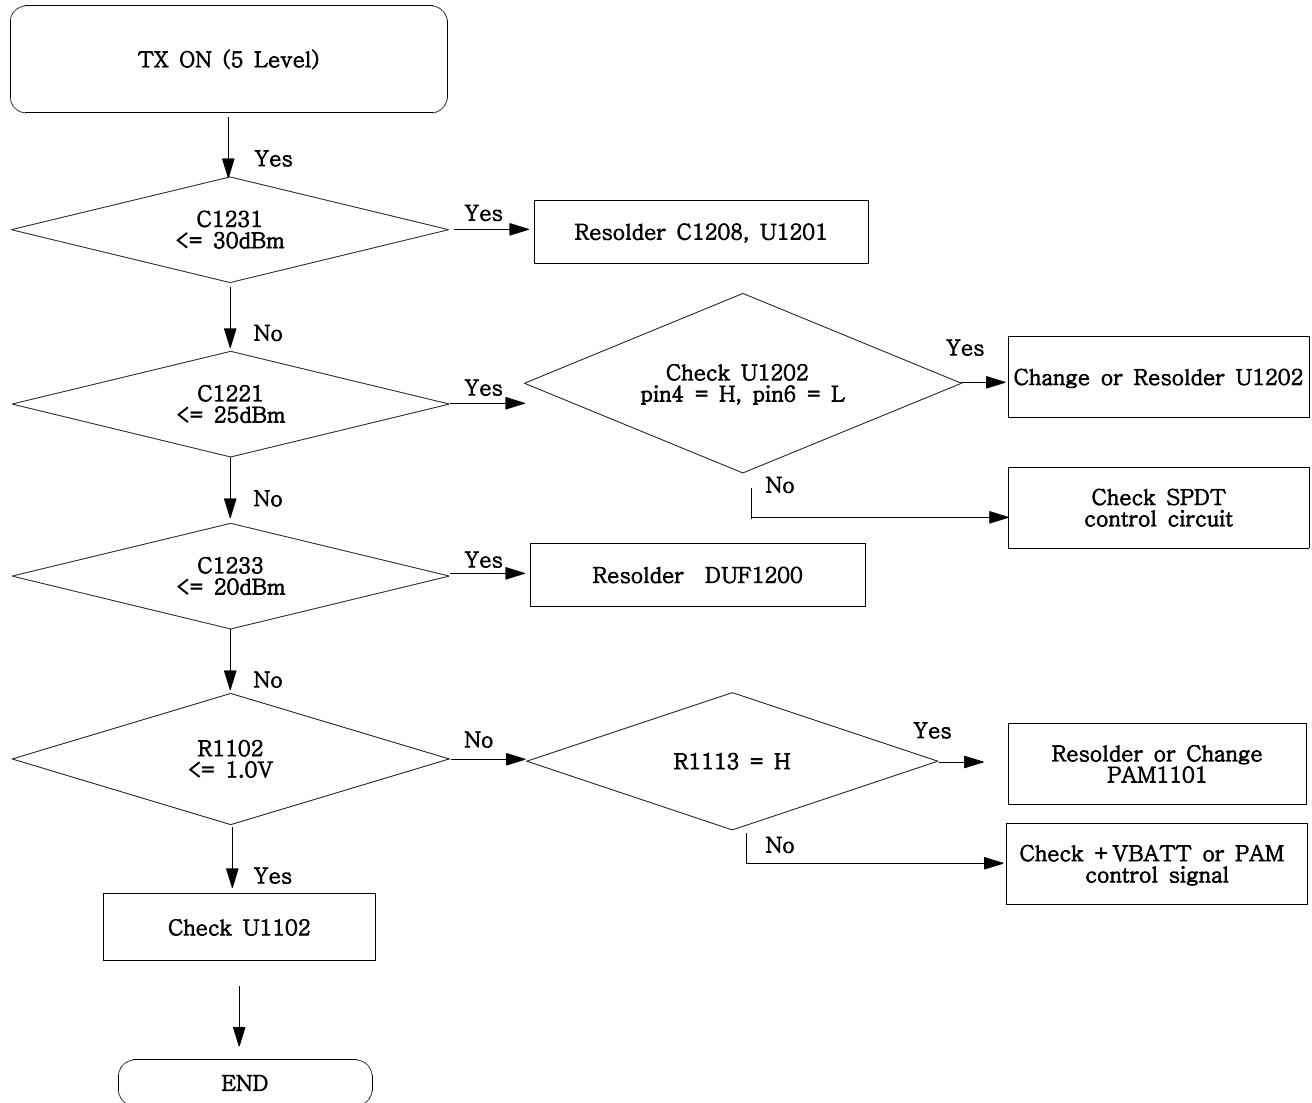 TX ON (5 Level)
Yes
C1231
<= 30dBm
Yes
Resolder C1208, U1201
No
C1221
<= 25dBm
Yes
Check U1202
pin4 = H, pin6 = L
Yes
Change or Resolder U1202
No
Check SPDT
control circuit
No
C1233
<= 20dBm
Yes
Resolder DUF1200
No
R1102
<= 1.0V
No
R1113 = H
Yes
Resolder or Change
PAM1101
No
Check +VBATT or PAM
control signal
Yes
Check U1102
END